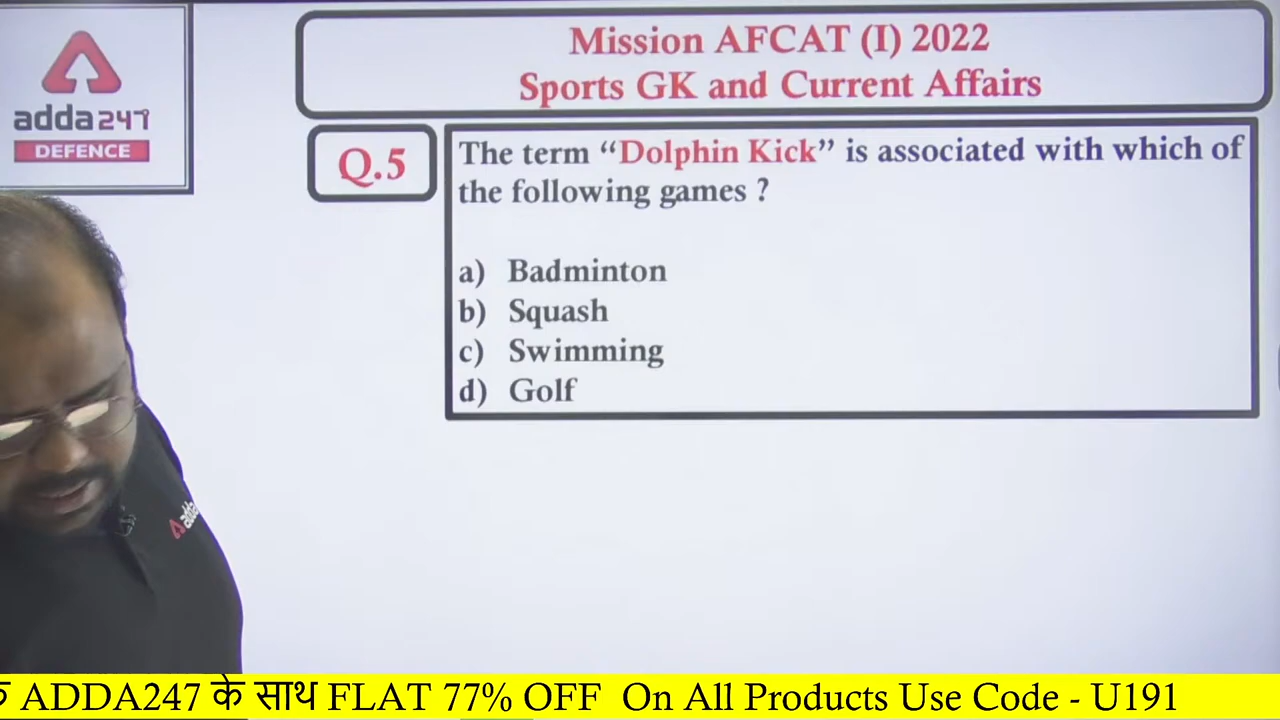 adda247
DEFENCE
Mission AFCAT (I) 2022
Sports GK and Current Affairs
Q.5
The term “Dolphin Kick” is associated with which of
the following games ?
a) Badminton
b) Squash
c) Swimming
d) Golf
adda
ADDA247 के साथ FLAT 77% OFF On All Products Use Code - U191